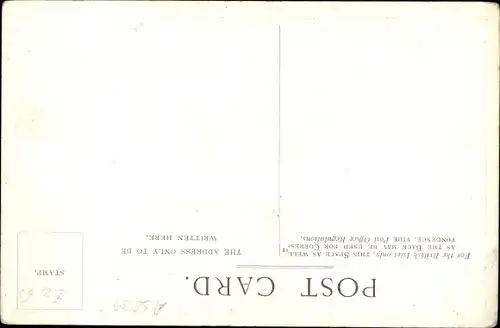 POST CARD.
For the British Isles only, THIS SPACE AS WELL
AS THE BACK MAY BE USED FOR CORRES-
PONDENCE, VIDE Post Office Regulations.
THE ADDRESS ONLY TO BE
WRITTEN HERE.
STAMP.